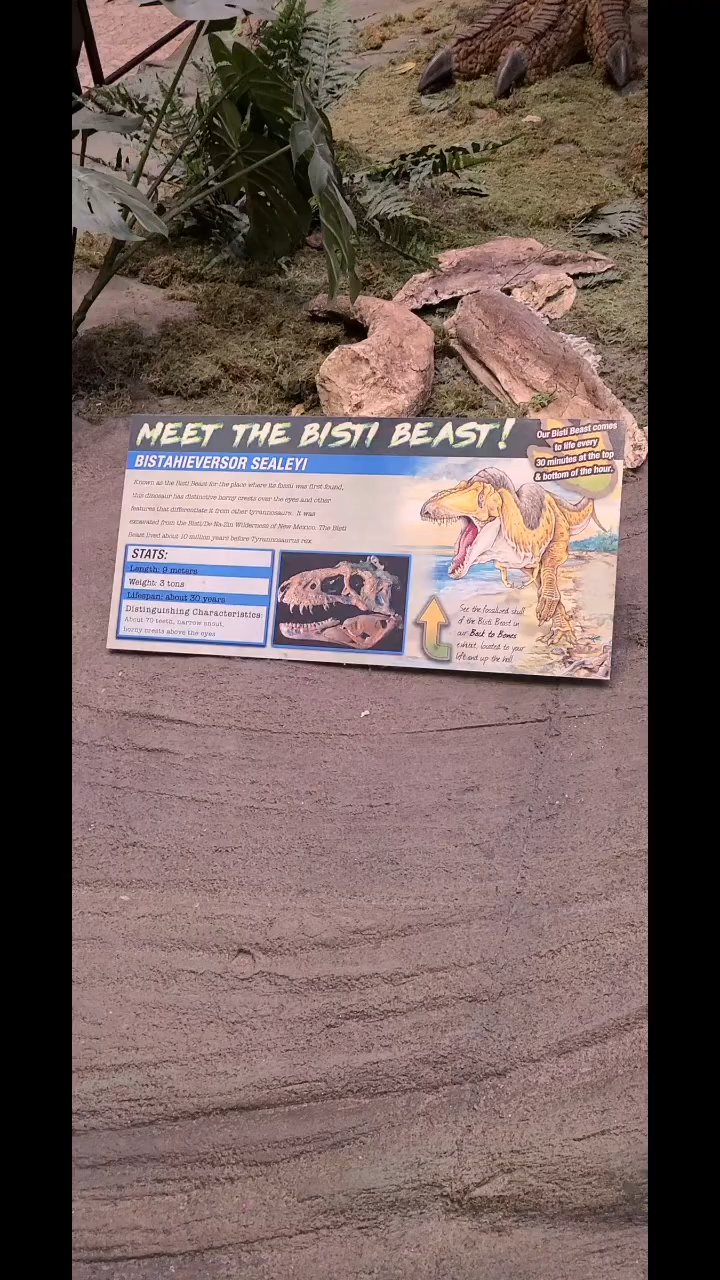 MEET THE BISTI BEAST!
Our Bisti Beast comes
to life every
30 minutes at the top
& bottom of the hour.
BISTAHIEVERSOR SEALEYI
Known as the Bisti Beast for the place where its fossil was first found,
this dinosaur has distinctive horny crests over the eyes and other
features that differentiate it from other tyrannosaurs. It was
excavated from the Bisti/De-Na-Zin Wilderness of New Mexico. The Bisti
Beast lived about 10 million years before Tyrannosaurus rex.
STATS:
Length: 9 meters
Weight: 3 tons
Lifespan: about 30 years
Distinguishing Characteristics:
About 70 teeth, narrow snout,
horny crests above the eyes
See the fossilized skull
of the Bisti Beast in
our Back to Bones
exhibit, located to your
left and up the hill